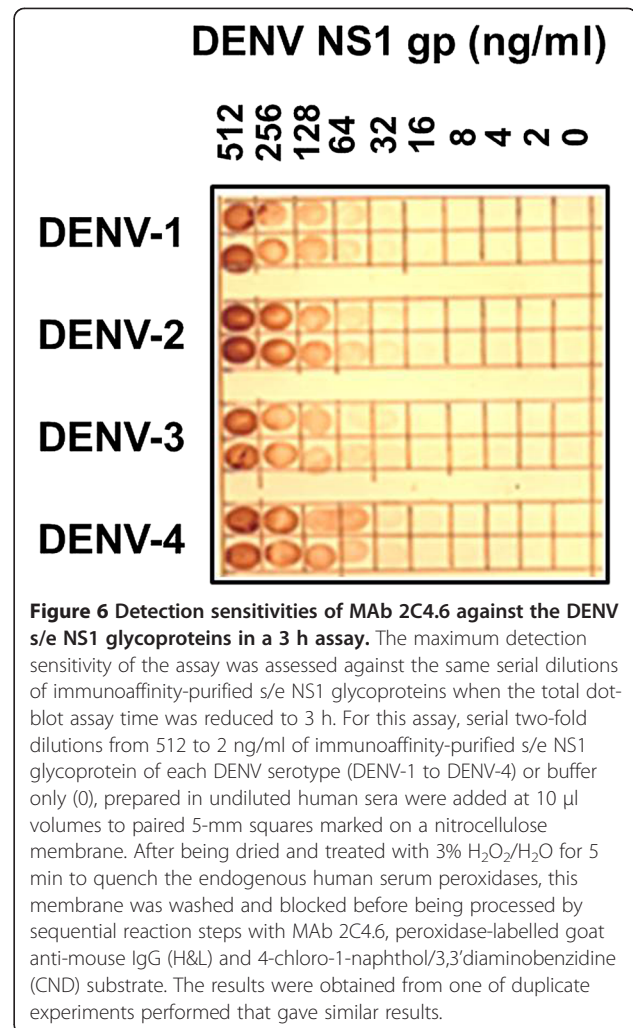 DENV NS1 gp (ng/ml)
512 256 128 64 32 16 8 4 2 0
DENV-1
DENV-2
DENV-3
DENV-4
Figure 6 Detection sensitivities of MAb 2C4.6 against the DENV
s/e NS1 glycoproteins in a 3 h assay. The maximum detection
sensitivity of the assay was assessed against the same serial dilutions
of immunoaffinity-purified s/e NS1 glycoproteins when the total dot-
blot assay time was reduced to 3 h. For this assay, serial two-fold
dilutions from 512 to 2 ng/ml of immunoaffinity-purified s/e NS1
glycoprotein of each DENV serotype (DENV-1 to DENV-4) or buffer
only (0), prepared in undiluted human sera were added at 10 μl
volumes to paired 5-mm squares marked on a nitrocellulose
membrane. After being dried and treated with 3% H₂O₂/H₂O for 5
min to quench the endogenous human serum peroxidases, this
membrane was washed and blocked before being processed by
sequential reaction steps with MAb 2C4.6, peroxidase-labelled goat
anti-mouse IgG (H&L) and 4-chloro-1-naphthol/3,3’diaminobenzidine
(CND) substrate. The results were obtained from one of duplicate
experiments performed that gave similar results.